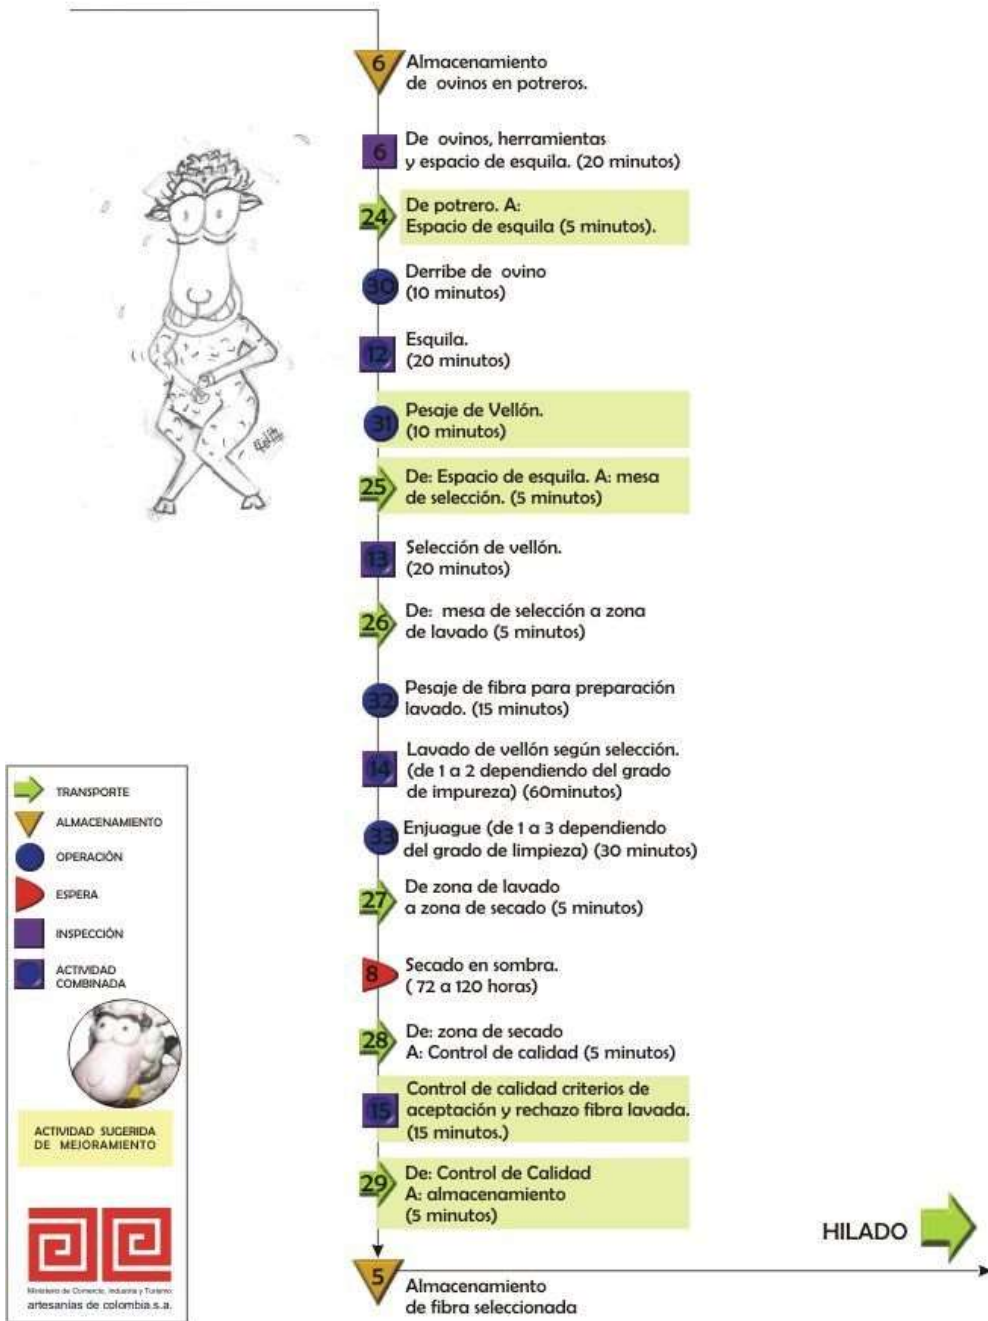 6 Almacenamiento
de ovinos en potreros.
6 De ovinos, herramientas
y espacio de esquila. (20 minutos)
24 De potrero. A:
Espacio de esquila (5 minutos).
30 Derribe de ovino
(10 minutos)
12 Esquila.
(20 minutos)
31 Pesaje de Vellón.
(10 minutos)
25 De: Espacio de esquila. A: mesa
de selección. (5 minutos)
13 Selección de vellón.
(20 minutos)
26 De: mesa de selección a zona
de lavado (5 minutos)
32 Pesaje de fibra para preparación
lavado. (15 minutos)
14 Lavado de vellón según selección.
(de 1 a 2 dependiendo del grado
de impureza) (60minutos)
33 Enjuague (de 1 a 3 dependiendo
del grado de limpieza) (30 minutos)
27 De zona de lavado
a zona de secado (5 minutos)
8 Secado en sombra.
( 72 a 120 horas)
28 De: zona de secado
A: Control de calidad (5 minutos)
15 Control de calidad criterios de
aceptación y rechazo fibra lavada.
(15 minutos.)
29 De: Control de Calidad
A: almacenamiento
(5 minutos)
HILADO
5 Almacenamiento
de fibra seleccionada
TRANSPORTE
ALMACENAMIENTO
OPERACIÓN
ESPERA
INSPECCIÓN
ACTIVIDAD
COMBINADA
ACTIVIDAD SUGERIDA
DE MEJORAMIENTO
Ministerio de Comercio, Industria y Turismo
artesanías de colombia.s.a.